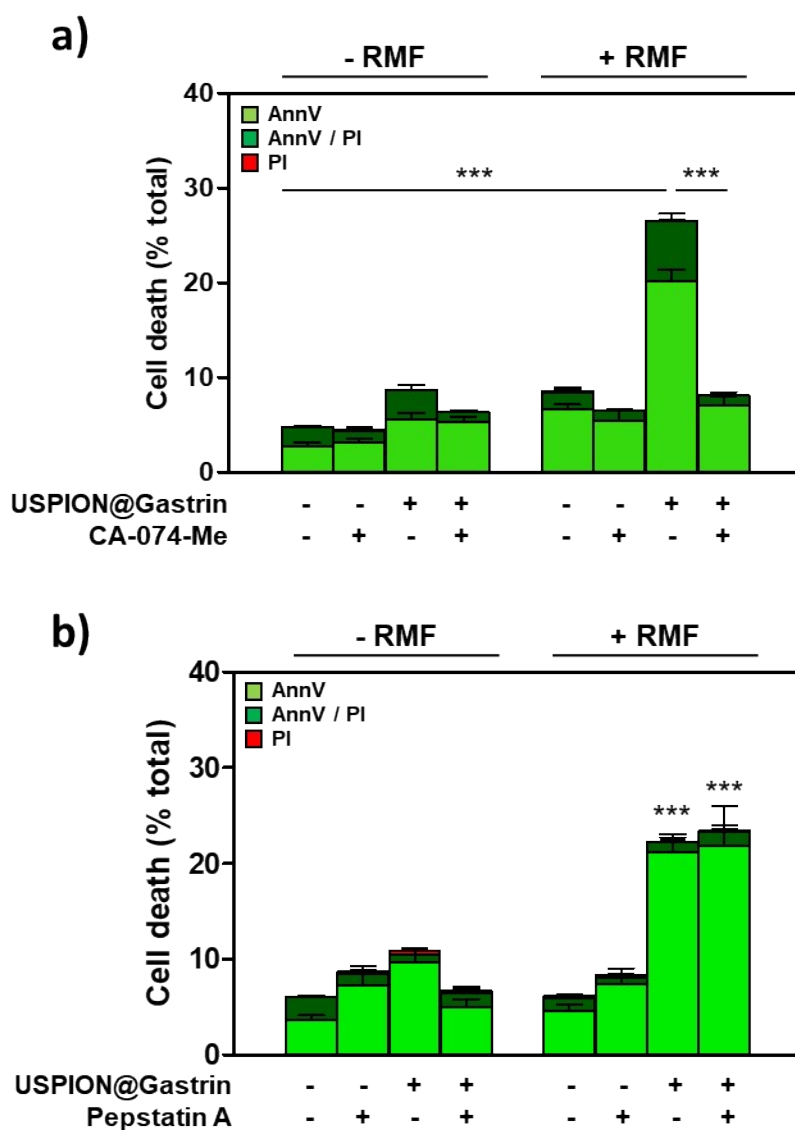 a)
- RMF + RMF
40
AnnV
AnnV / PI
PI
*** ***
30
20
10
0
Cell death (% total)
USPION@Gastrin - - + + - - + +
CA-074-Me - + - + - + - +
b)
- RMF + RMF
40
AnnV
AnnV / PI
PI
30
***
***
20
10
0
Cell death (% total)
USPION@Gastrin - - + + - - + +
Pepstatin A - + - + - + - +